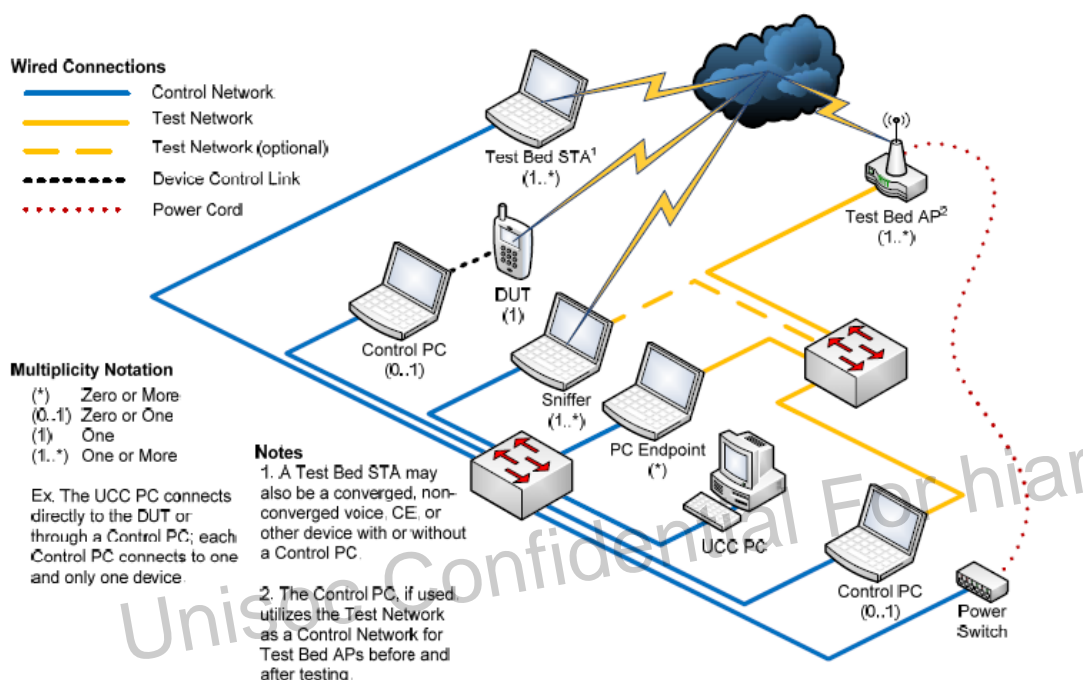 Wired Connections
Control Network
Test Network
Test Network (optional)
Device Control Link
Power Cord
Test Bed STA¹
(1..*)
Test Bed AP²
(1..*)
DUT
(1)
Control PC
(0..1)
Sniffer
(1..*)
PC Endpoint
(*)
UCC PC
Control PC
(0..1)
Power
Switch
Multiplicity Notation
(*) Zero or More
(0..1) Zero or One
(1) One
(1..*) One or More
Ex. The UCC PC connects
directly to the DUT or
through a Control PC; each
Control PC connects to one
and only one device.
Notes
1. A Test Bed STA may
also be a converged, non-
converged voice, CE, or
other device with or without
a Control PC.
2. The Control PC, if used
utilizes the Test Network
as a Control Network for
Test Bed APs before and
after testing.
Unisoc Confidential For hiar